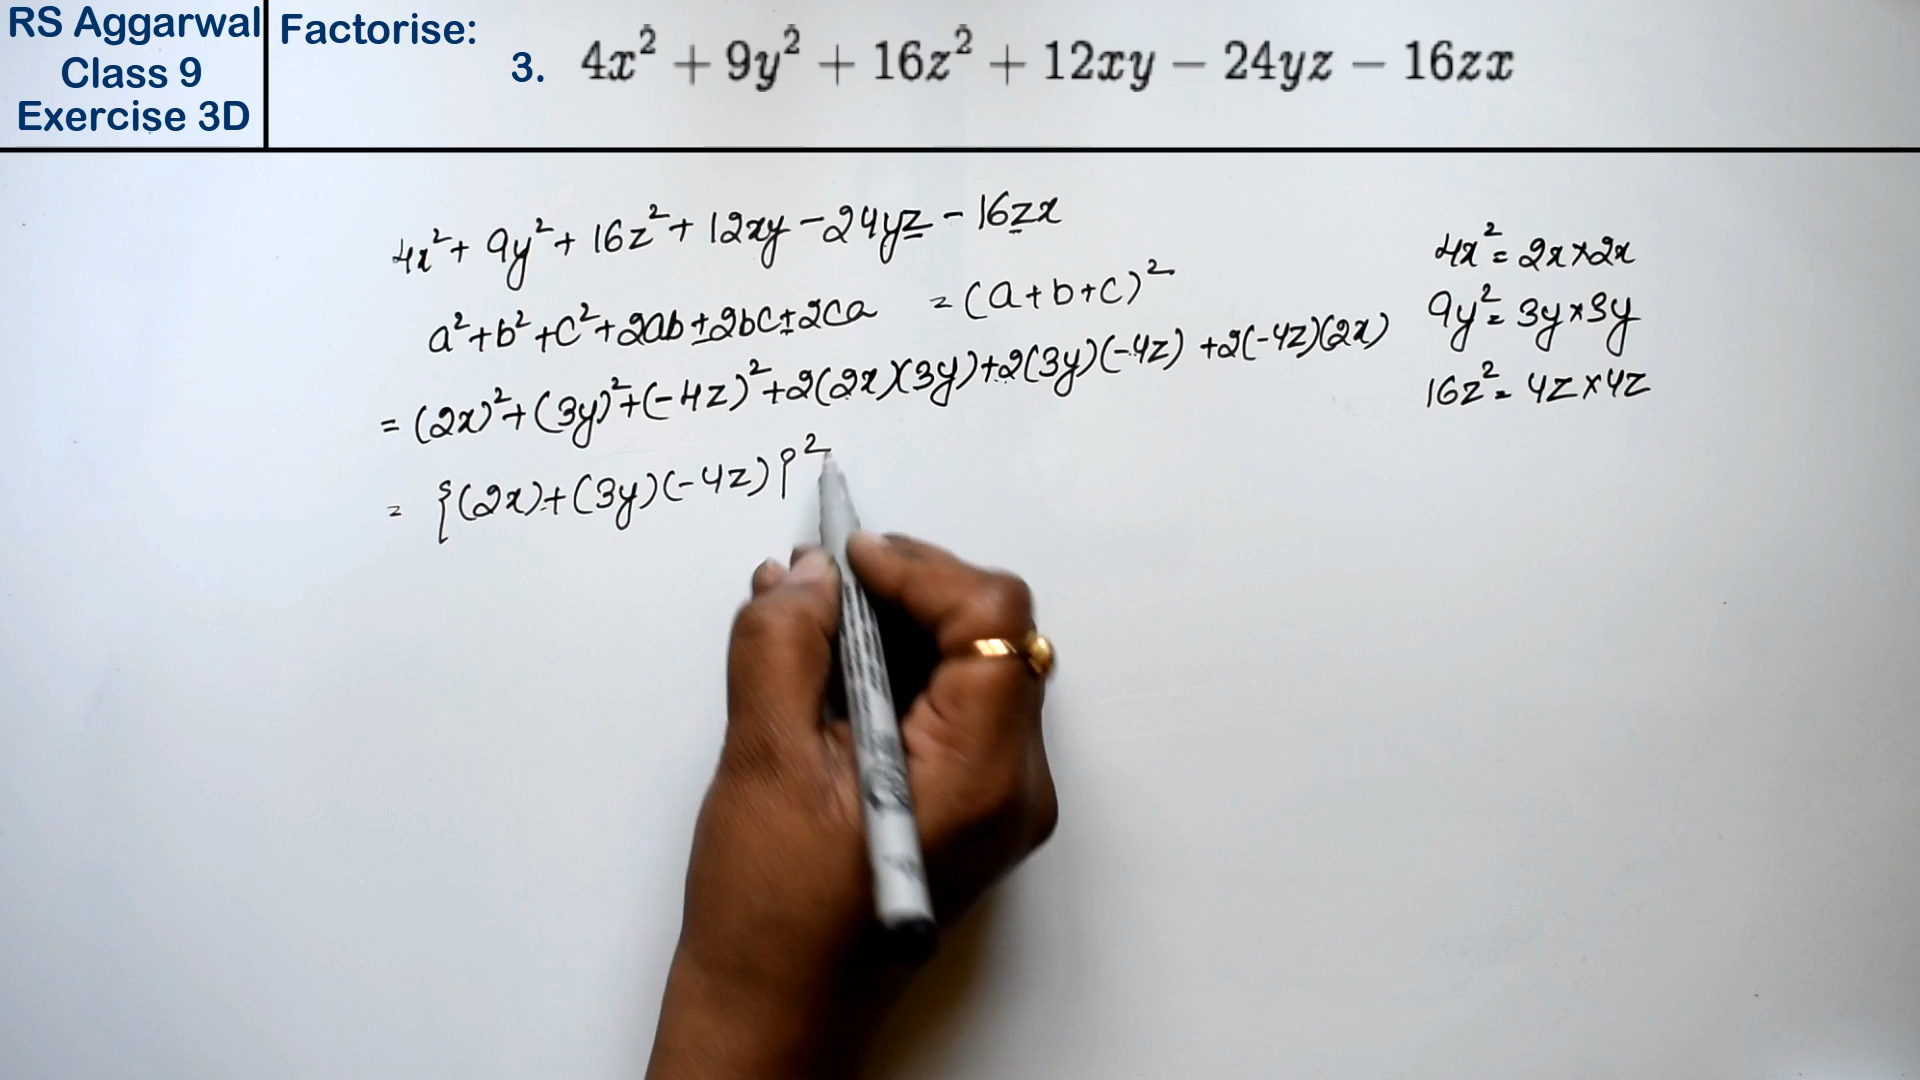 RS Aggarwal
Class 9
Exercise 3D
Factorise:
3. 4x² + 9y² + 16z² + 12xy − 24yz − 16zx
4x² + 9y² + 16z² + 12xy − 24yz − 16zx
a² + b² + c² + 2ab ± 2bc ± 2ca = (a+b+c)²
= (2x)² + (3y)² + (−4z)² + 2(2x)(3y) + 2(3y)(−4z) + 2(−4z)(2x)
= {(2x) + (3y)(−4z)}²
4x² = 2x × 2x
9y² = 3y × 3y
16z² = 4z × 4z